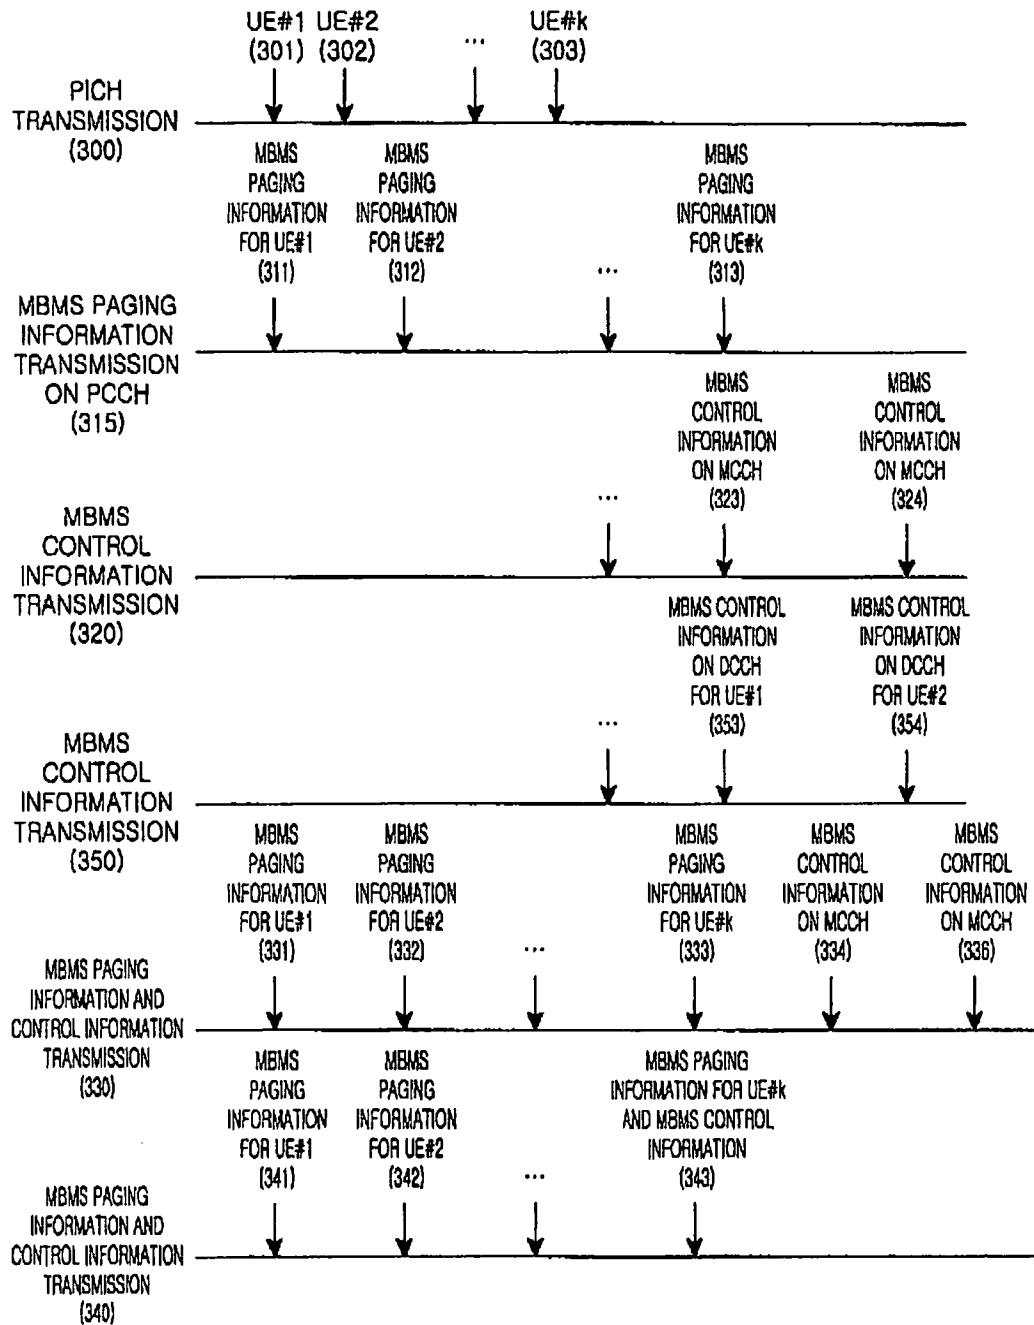 UE#1 UE#2 ... UE#k
(301) (302) (303)
PICH
TRANSMISSION
(300)
MBMS MBMS MBMS
PAGING PAGING PAGING
INFORMATION INFORMATION INFORMATION
FOR UE#1 FOR UE#2 FOR UE#k
(311) (312) ... (313)
MBMS PAGING
INFORMATION
TRANSMISSION
ON PCCH
(315)
MBMS MBMS
CONTROL CONTROL
INFORMATION INFORMATION
ON MCCH ON MCCH
... (323) (324)
MBMS
CONTROL
INFORMATION
TRANSMISSION
(320)
MBMS CONTROL MBMS CONTROL
INFORMATION INFORMATION
ON DCCH ON DCCH
FOR UE#1 FOR UE#2
... (353) (354)
MBMS
CONTROL
INFORMATION
TRANSMISSION
(350)
MBMS MBMS MBMS MBMS MBMS
PAGING PAGING PAGING CONTROL CONTROL
INFORMATION INFORMATION INFORMATION INFORMATION INFORMATION
FOR UE#1 FOR UE#2 FOR UE#k ON MCCH ON MCCH
(331) (332) ... (333) (334) (336)
MBMS PAGING
INFORMATION AND
CONTROL INFORMATION
TRANSMISSION
(330)
MBMS MBMS MBMS PAGING
PAGING PAGING INFORMATION FOR UE#k
INFORMATION INFORMATION AND MBMS CONTROL
FOR UE#1 FOR UE#2 INFORMATION
(341) (342) ... (343)
MBMS PAGING
INFORMATION AND
CONTROL INFORMATION
TRANSMISSION
(340)